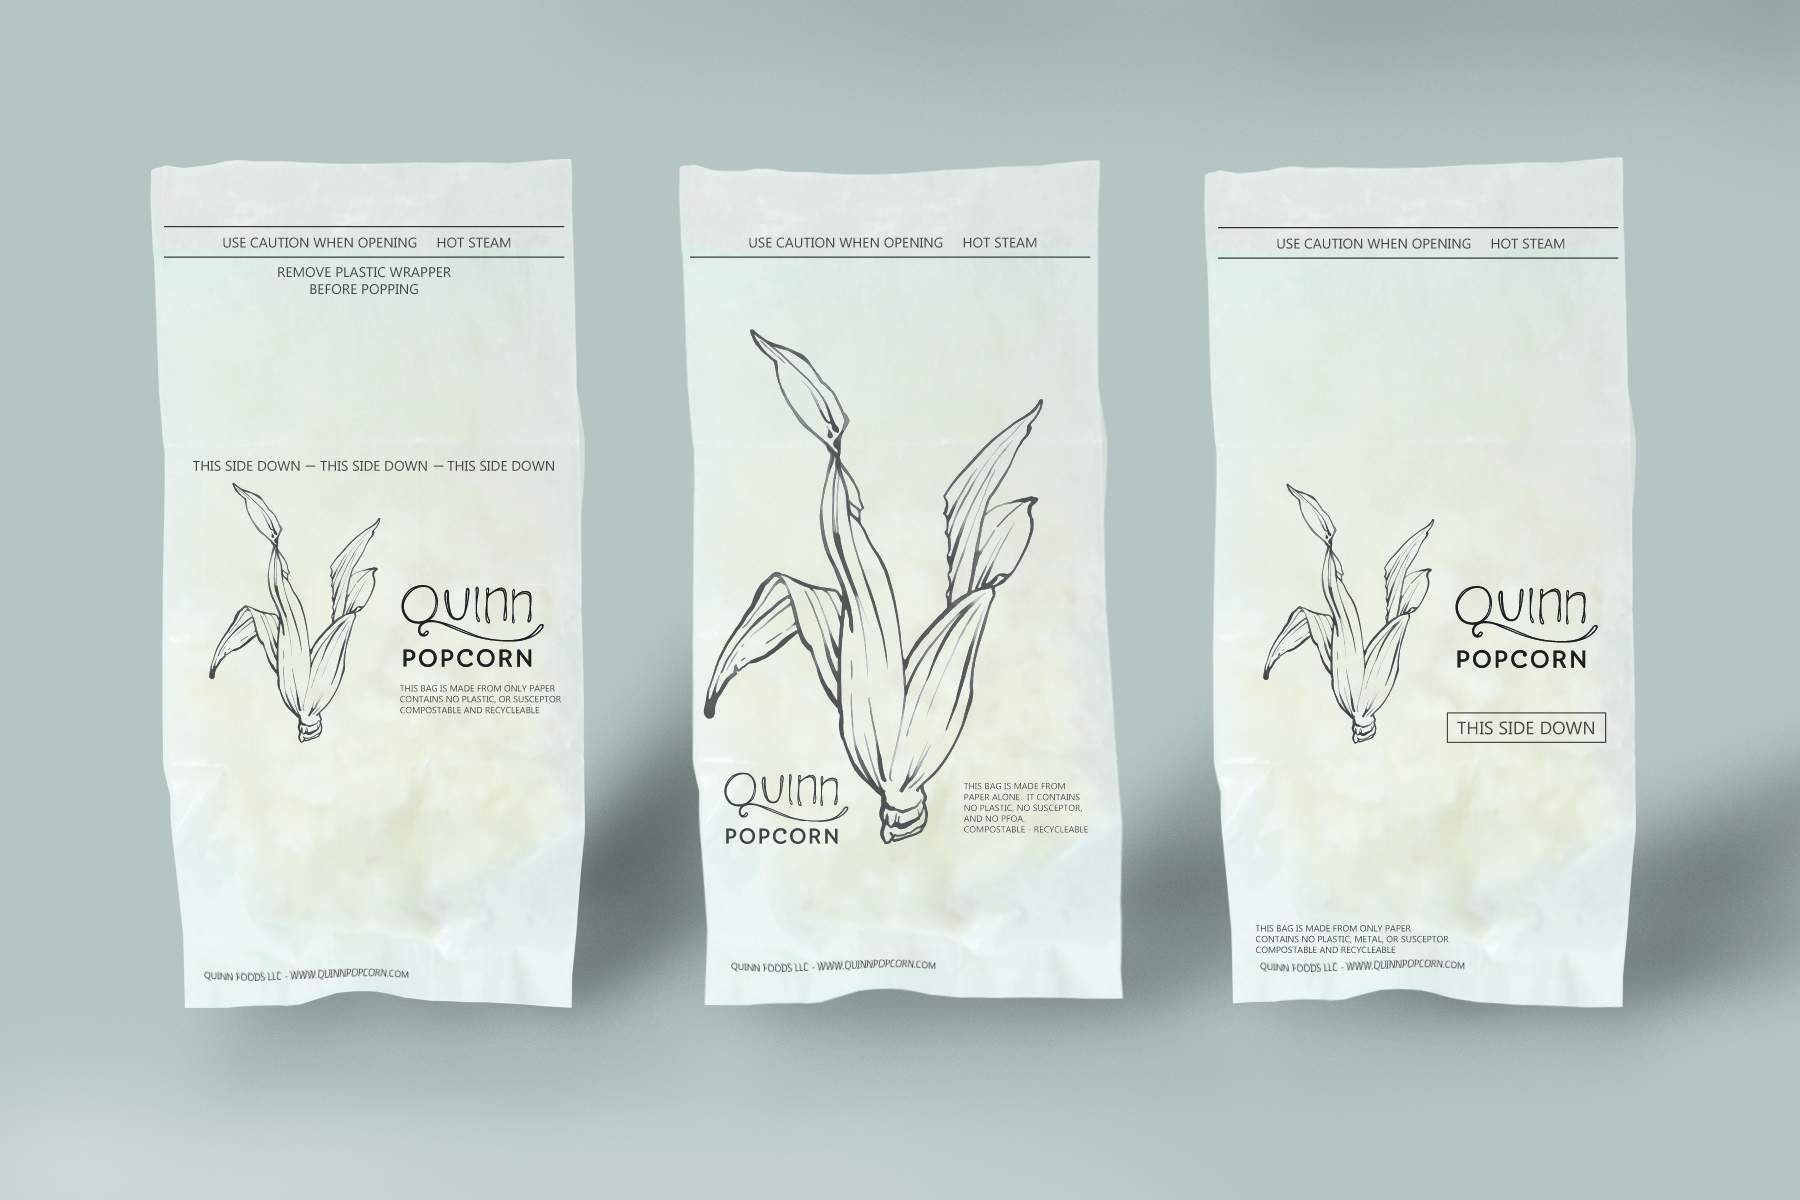 USE CAUTION WHEN OPENING HOT STEAM
REMOVE PLASTIC WRAPPER
BEFORE POPPING
THIS SIDE DOWN — THIS SIDE DOWN — THIS SIDE DOWN
Quinn
POPCORN
THIS BAG IS MADE FROM ONLY PAPER
CONTAINS NO PLASTIC, OR SUSCEPTOR
COMPOSTABLE AND RECYCLEABLE
QUINN FOODS LLC - WWW.QUINNPOPCORN.COM
USE CAUTION WHEN OPENING HOT STEAM
Quinn
POPCORN
THIS BAG IS MADE FROM
PAPER ALONE. IT CONTAINS
NO PLASTIC, NO SUSCEPTOR,
AND NO PFOA.
COMPOSTABLE · RECYCLEABLE
QUINN FOODS LLC - WWW.QUINNPOPCORN.COM
USE CAUTION WHEN OPENING HOT STEAM
Quinn
POPCORN
THIS SIDE DOWN
THIS BAG IS MADE FROM ONLY PAPER
CONTAINS NO PLASTIC, METAL, OR SUSCEPTOR
COMPOSTABLE AND RECYCLEABLE
QUINN FOODS LLC - WWW.QUINNPOPCORN.COM